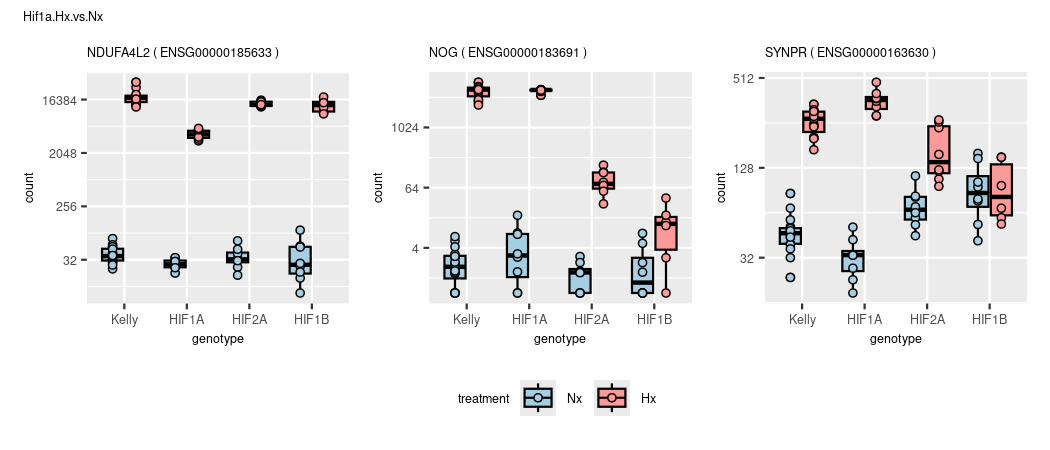 Hif1a.Hx.vs.Nx
NDUFA4L2 ( ENSG00000185633 )
count
16384
2048
256
32
Kelly HIF1A HIF2A HIF1B
genotype
NOG ( ENSG00000183691 )
count
1024
64
4
Kelly HIF1A HIF2A HIF1B
genotype
SYNPR ( ENSG00000163630 )
count
512
128
32
Kelly HIF1A HIF2A HIF1B
genotype
treatment Nx Hx